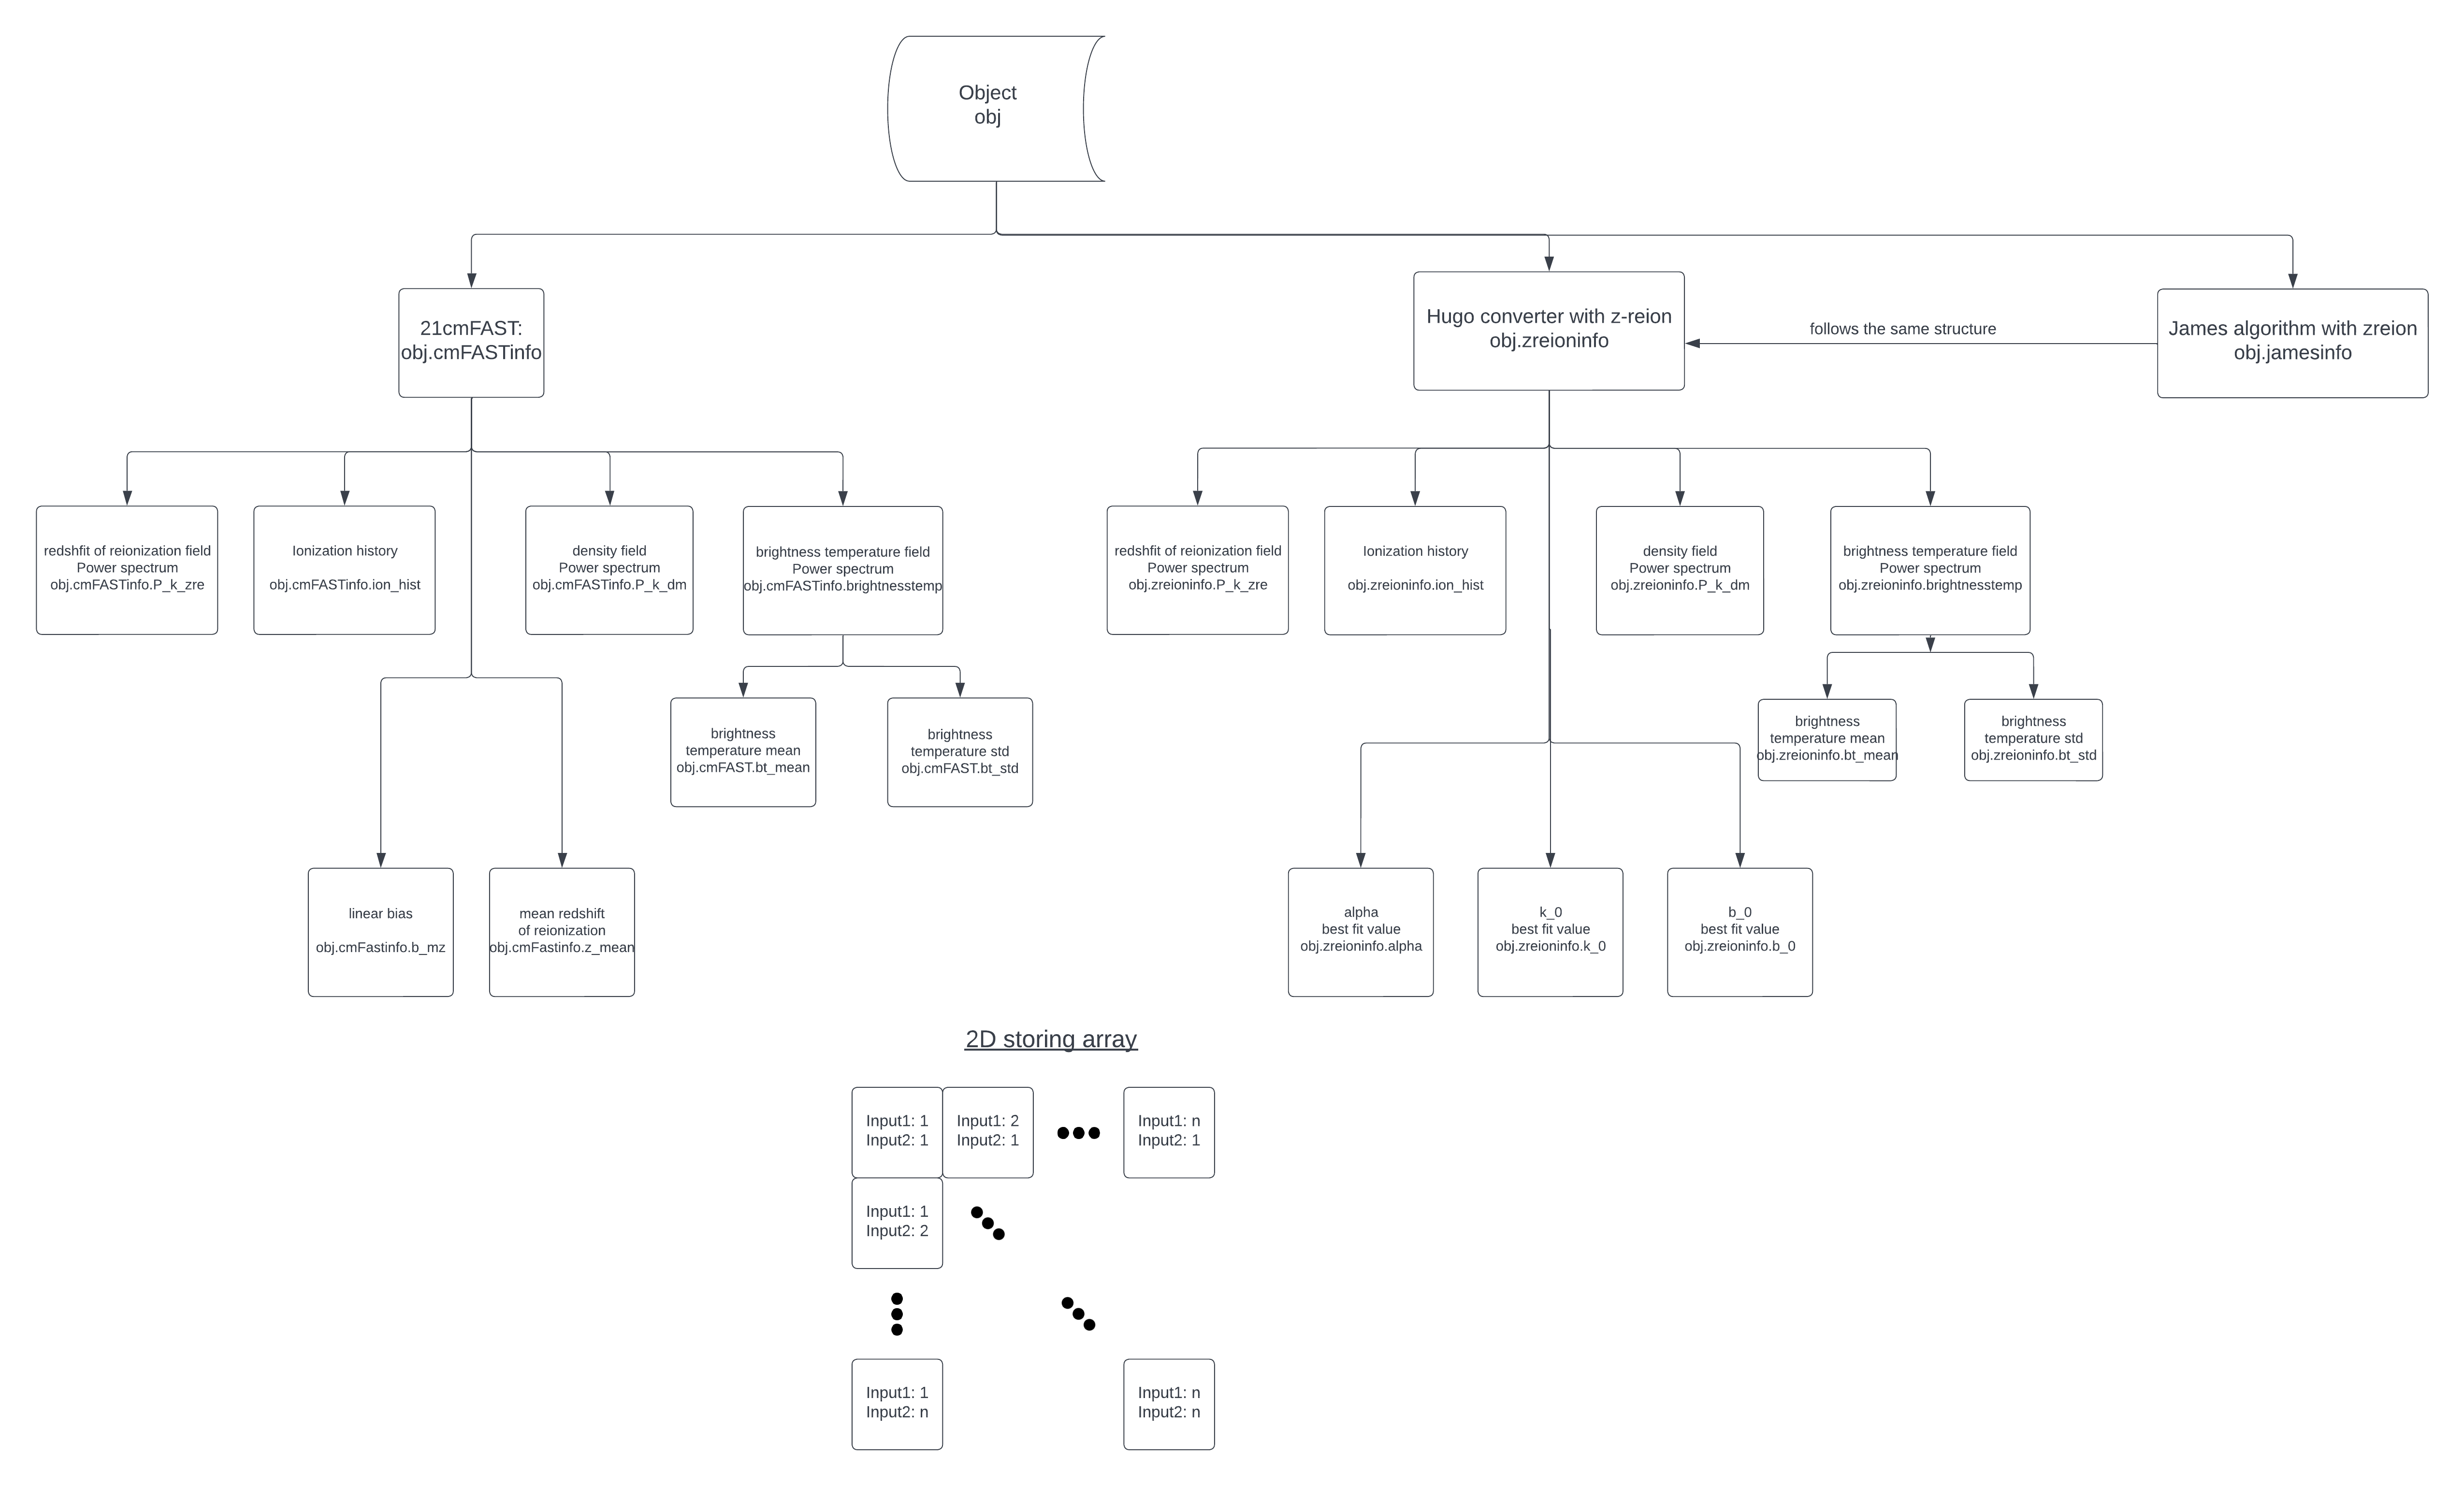 Object
obj
21cmFAST:
obj.cmFASTinfo
Hugo converter with z-reion
obj.zreioninfo
follows the same structure
James algorithm with zreion
obj.jamesinfo
redshfit of reionization field
Power spectrum
obj.cmFASTinfo.P_k_zre
Ionization history
obj.cmFASTinfo.ion_hist
density field
Power spectrum
obj.cmFASTinfo.P_k_dm
brightness temperature field
Power spectrum
obj.cmFASTinfo.brightnesstemp
redshfit of reionization field
Power spectrum
obj.zreioninfo.P_k_zre
Ionization history
obj.zreioninfo.ion_hist
density field
Power spectrum
obj.zreioninfo.P_k_dm
brightness temperature field
Power spectrum
obj.zreioninfo.brightnesstemp
brightness
temperature mean
obj.cmFAST.bt_mean
brightness
temperature std
obj.cmFAST.bt_std
brightness
temperature mean
obj.zreioninfo.bt_mean
brightness
temperature std
obj.zreioninfo.bt_std
linear bias
obj.cmFastinfo.b_mz
mean redshift
of reionization
obj.cmFastinfo.z_mean
alpha
best fit value
obj.zreioninfo.alpha
k_0
best fit value
obj.zreioninfo.k_0
b_0
best fit value
obj.zreioninfo.b_0
2D storing array
Input1: 1
Input2: 1
Input1: 2
Input2: 1
Input1: n
Input2: 1
Input1: 1
Input2: 2
Input1: 1
Input2: n
Input1: n
Input2: n